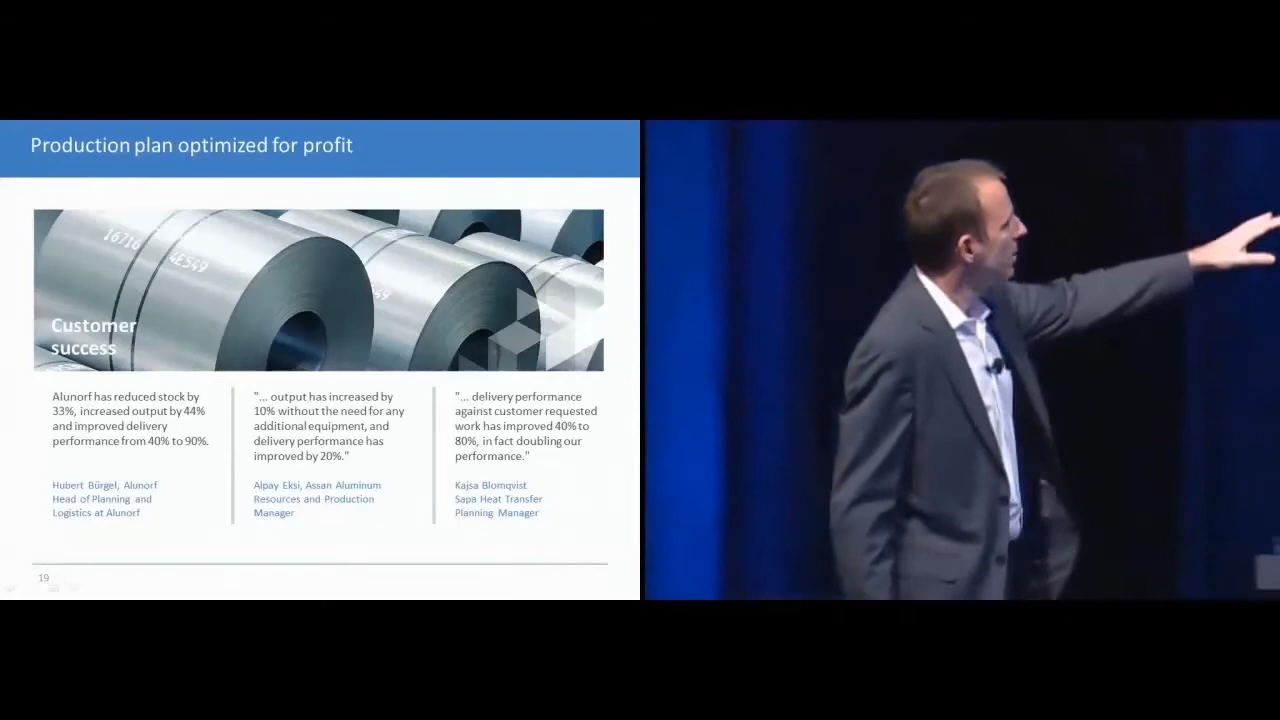 Production plan optimized for profit
16716
4E549
69
Customer
success
Alunorf has reduced stock by
33%, increased output by 44%
and improved delivery
performance from 40% to 90%.
Hubert Bürgel, Alunorf
Head of Planning and
Logistics at Alunorf
"... output has increased by
10% without the need for any
additional equipment, and
delivery performance has
improved by 20%."
Alpay Eksi, Assan Aluminum
Resources and Production
Manager
"... delivery performance
against customer requested
work has improved 40% to
80%, in fact doubling our
performance."
Kajsa Blomqvist
Sapa Heat Transfer
Planning Manager
19